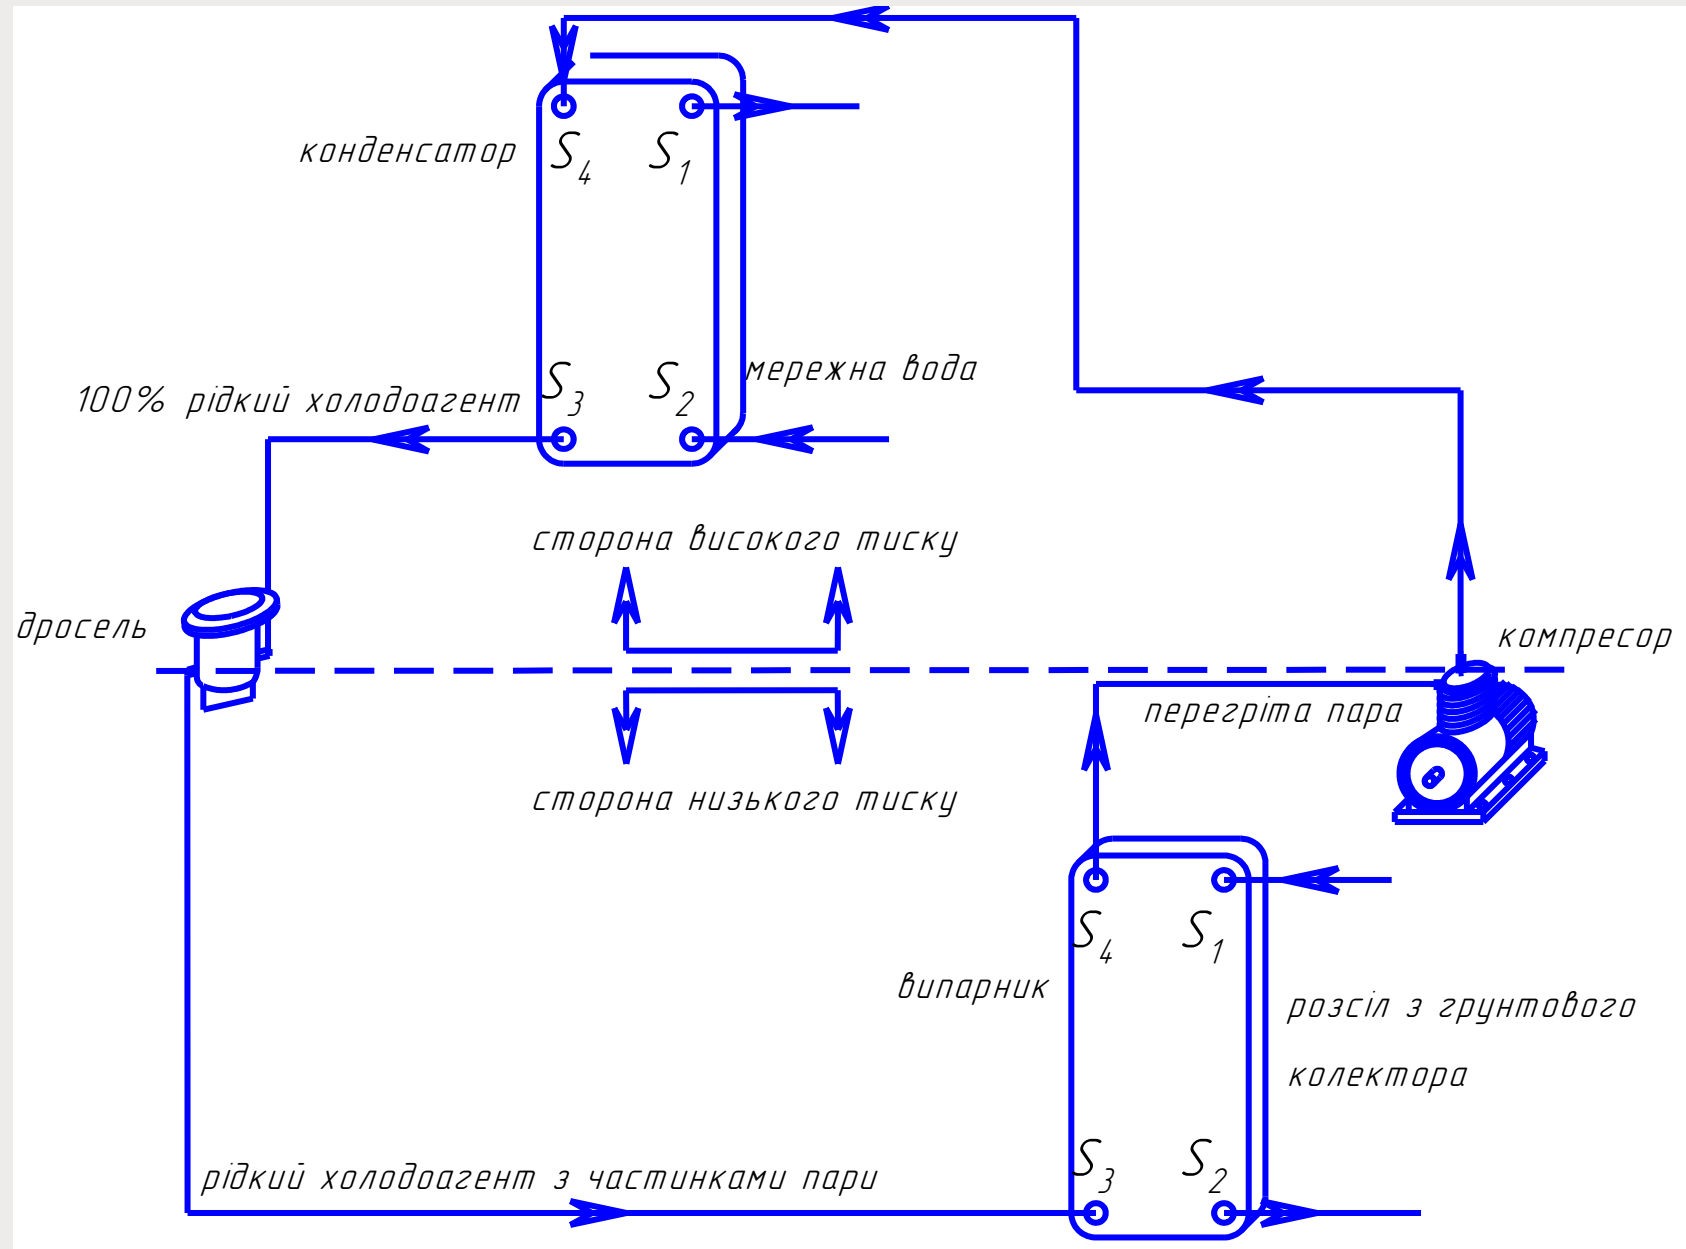 конденсатор
S4 S1
мережна вода
S3 S2
100% рідкий холодоагент
сторона високого тиску
дросель
компресор
перегріта пара
сторона низького тиску
S4 S1
випарник
розсіл з грунтового
колектора
S3 S2
рідкий холодоагент з частинками пари